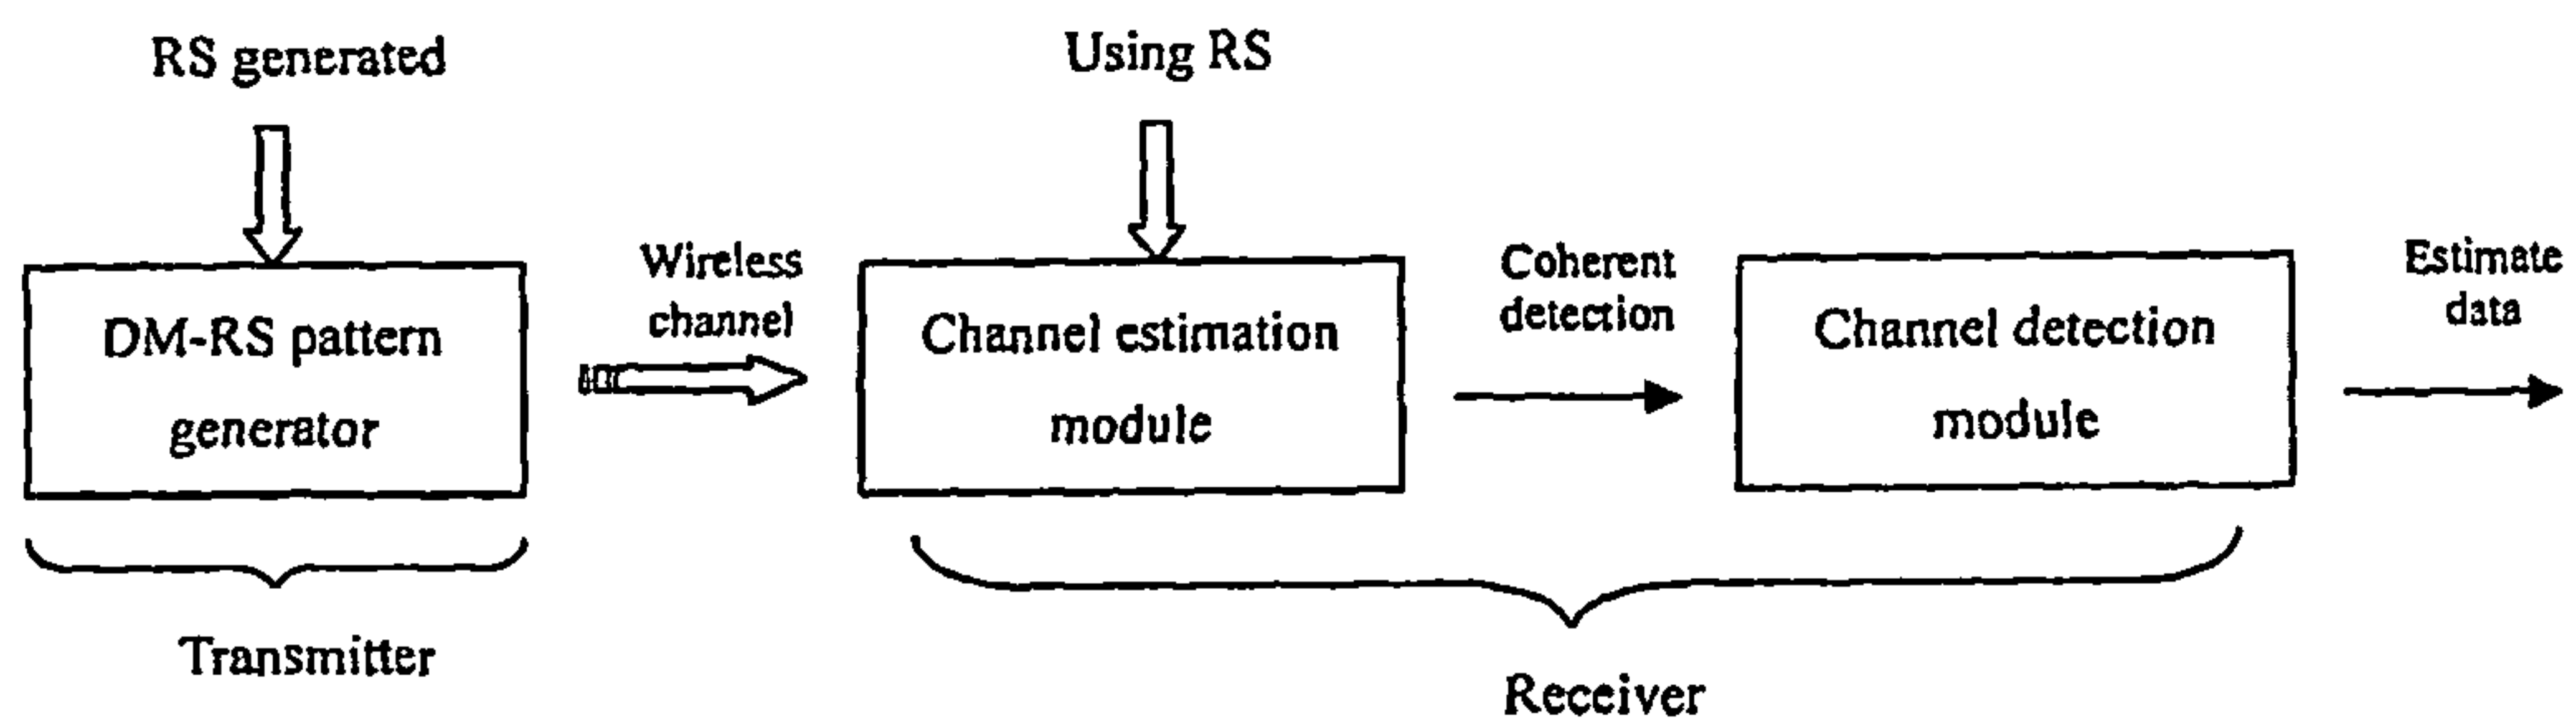 RS generated
Using RS
DM-RS pattern
generator
Wireless
channel
Channel estimation
module
Coherent
detection
Channel detection
module
Estimate
data
Transmitter
Receiver